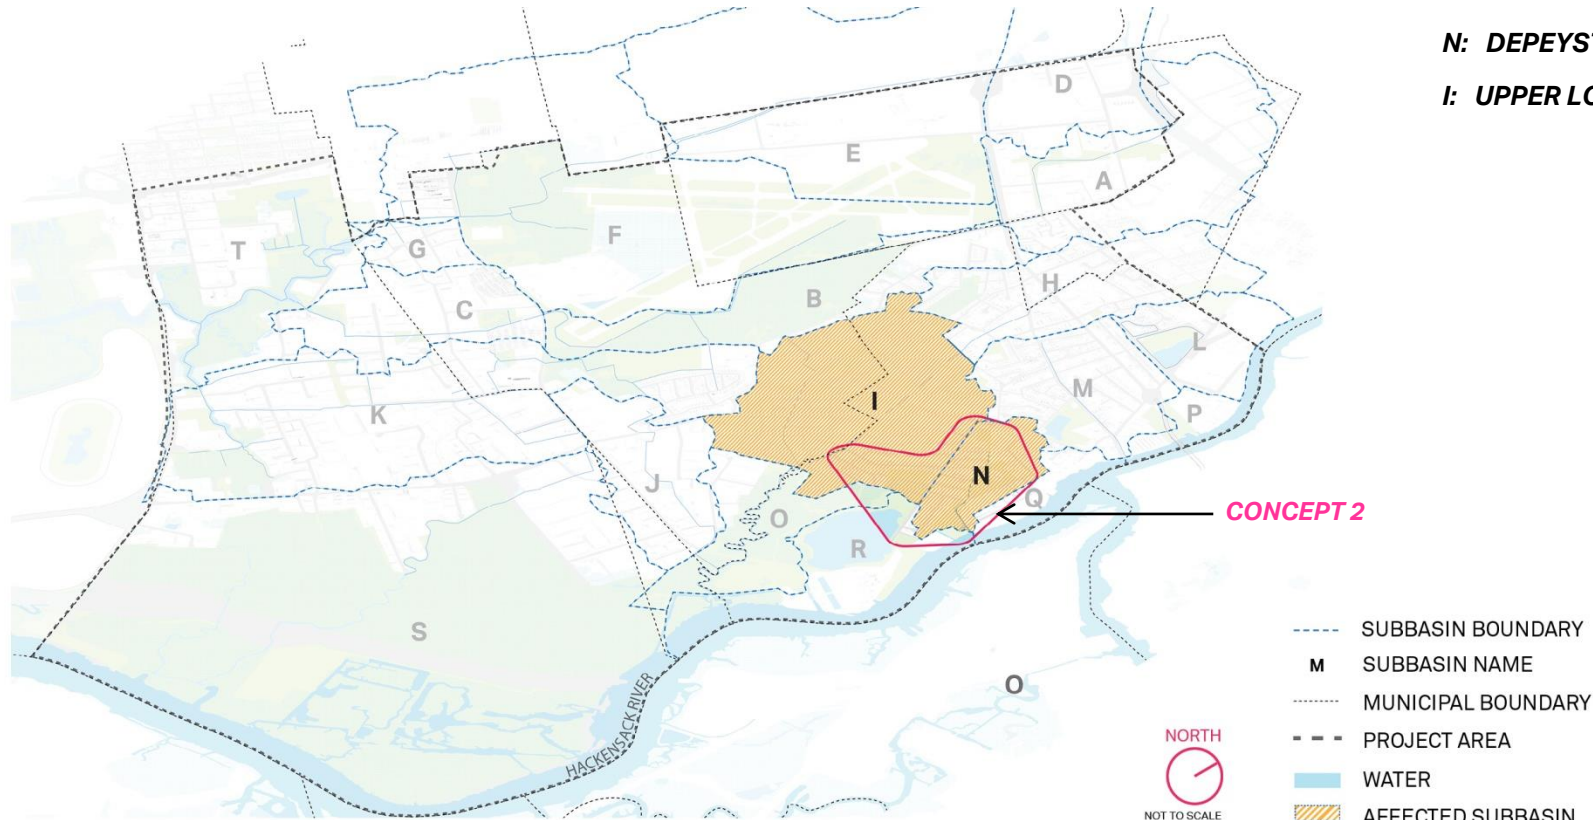 N: DEPEYS
I: UPPER LO
D
E
A
T
G
F
H
B
C
L
M
I
K
P
N
J
Q
O
CONCEPT 2
R
S
O
HACKENSACK RIVER
NORTH
NOT TO SCALE
SUBBASIN BOUNDARY
M SUBBASIN NAME
MUNICIPAL BOUNDARY
PROJECT AREA
WATER
AFFECTED SUBBASIN